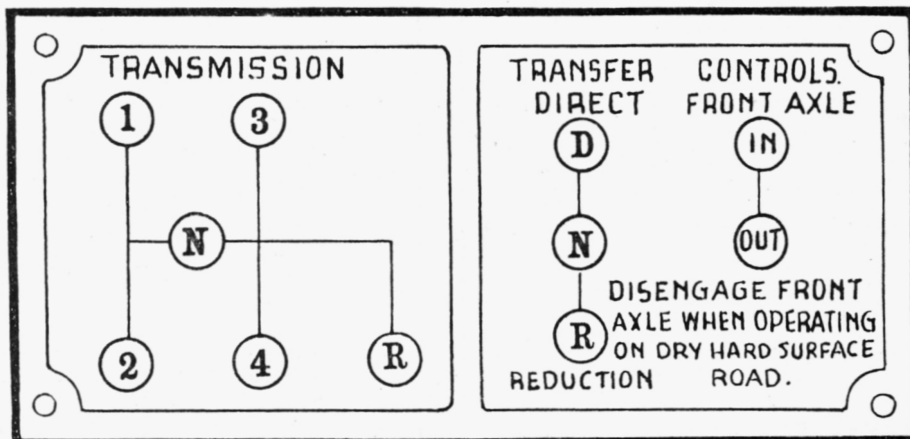 TRANSMISSION
1 3
N
2 4 R
TRANSFER CONTROLS.
DIRECT FRONT AXLE
D IN
N OUT
DISENGAGE FRONT
AXLE WHEN OPERATING
R ON DRY HARD SURFACE
REDUCTION ROAD.